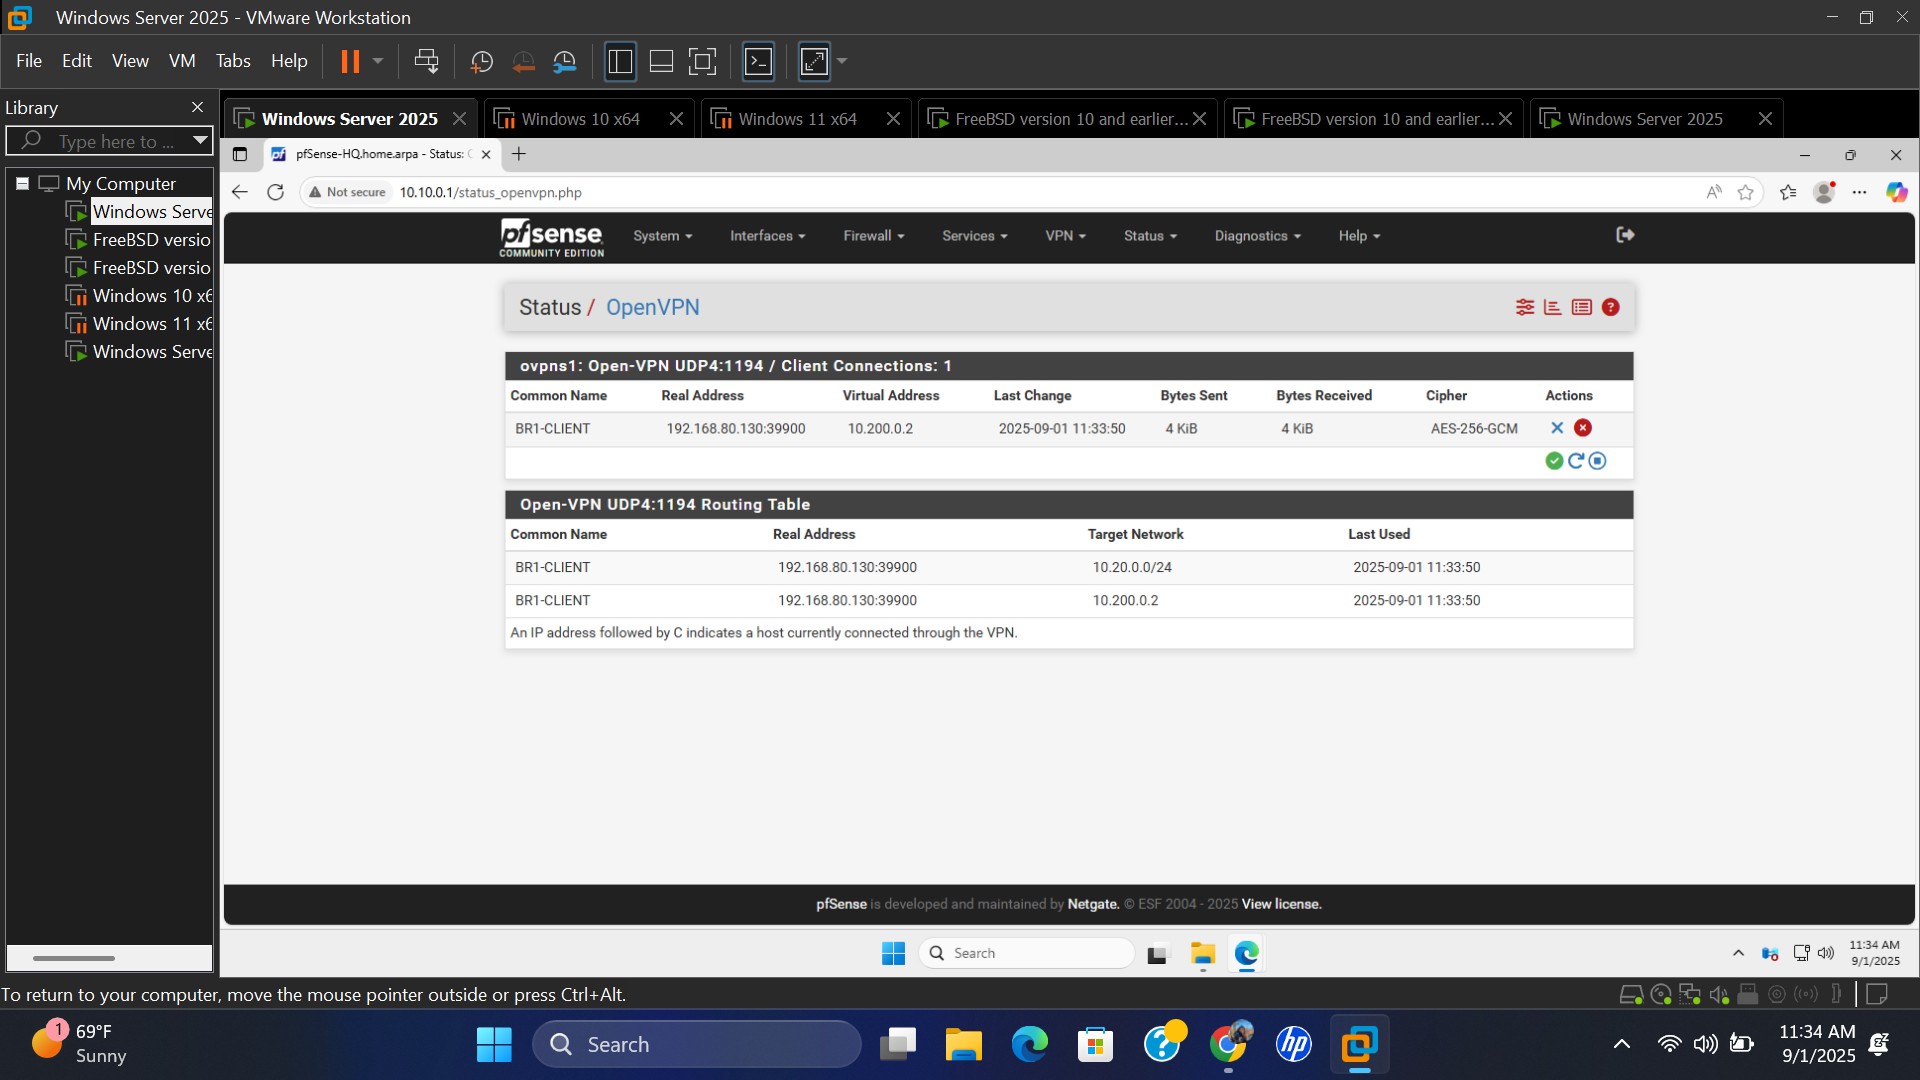 Windows Server 2025 - VMware Workstation
File Edit View VM Tabs Help
Library
Type here to ...
My Computer
Windows Serve
FreeBSD versio
FreeBSD versio
Windows 10 x6
Windows 11 x6
Windows Serve
Windows Server 2025 Windows 10 x64 Windows 11 x64 FreeBSD version 10 and earlier... FreeBSD version 10 and earlier... Windows Server 2025
pfSense-HQ.home.arpa - Status:
Not secure 10.10.0.1/status_openvpn.php
pfsense COMMUNITY EDITION
System Interfaces Firewall Services VPN Status Diagnostics Help
Status / OpenVPN
ovpns1: Open-VPN UDP4:1194 / Client Connections: 1
Common Name Real Address Virtual Address Last Change Bytes Sent Bytes Received Cipher Actions
BR1-CLIENT 192.168.80.130:39900 10.200.0.2 2025-09-01 11:33:50 4 KiB 4 KiB AES-256-GCM
Open-VPN UDP4:1194 Routing Table
Common Name Real Address Target Network Last Used
BR1-CLIENT 192.168.80.130:39900 10.20.0.0/24 2025-09-01 11:33:50
BR1-CLIENT 192.168.80.130:39900 10.200.0.2 2025-09-01 11:33:50
An IP address followed by C indicates a host currently connected through the VPN.
pfSense is developed and maintained by Netgate. © ESF 2004 - 2025 View license.
Search
11:34 AM
9/1/2025
To return to your computer, move the mouse pointer outside or press Ctrl+Alt.
1
69°F
Sunny
Search
hp
11:34 AM
9/1/2025